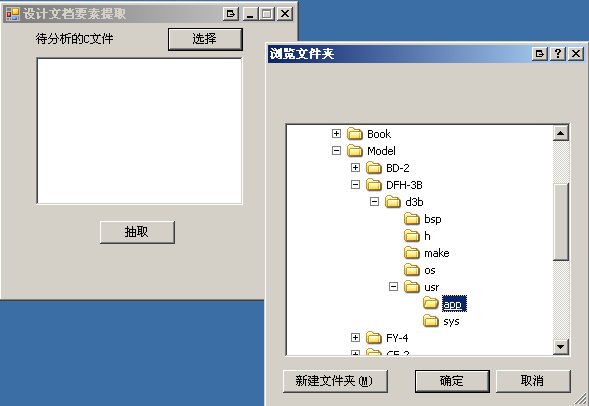 设计文档要素提取
待分析的C文件
选择
抽取
浏览文件夹
Book
Model
BD-2
DFH-3B
d3b
bsp
h
make
os
usr
app
sys
FY-4
新建文件夹(M)
确定
取消